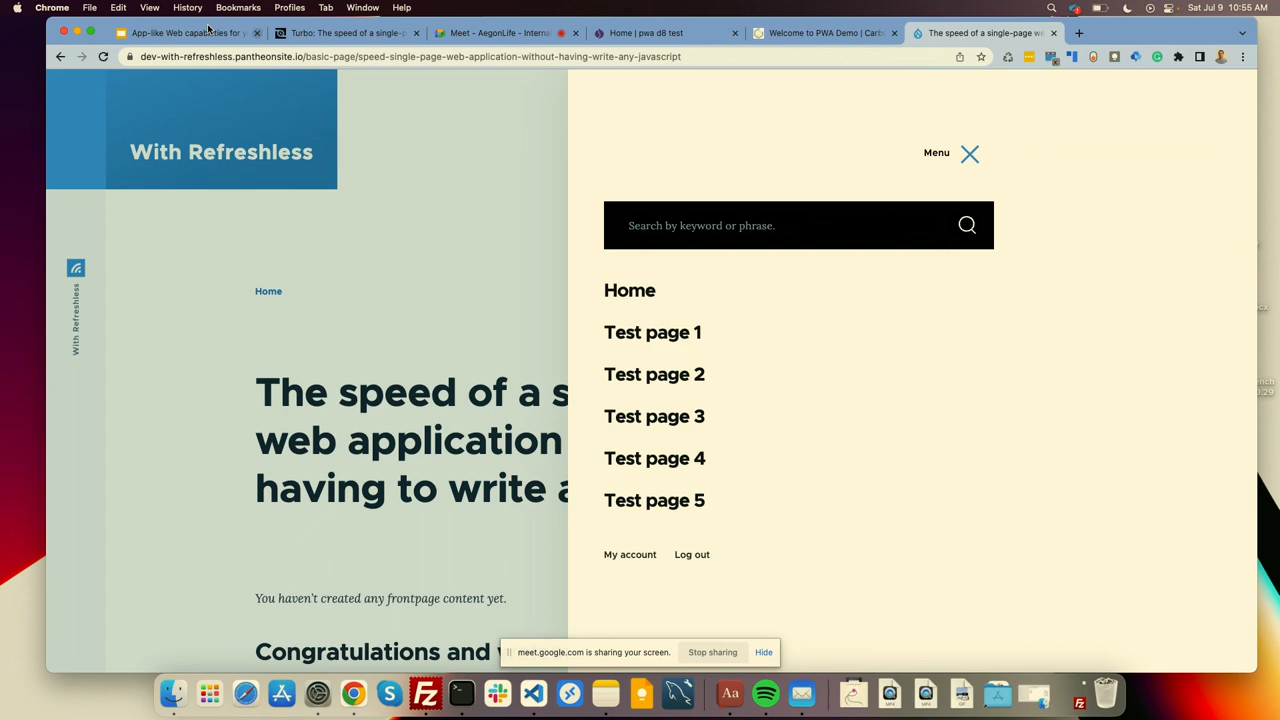 Chrome File Edit View History Bookmarks Profiles Tab Window Help
Sat Jul 9 10:55 AM
App-like Web capabilities for y
Turbo: The speed of a single-p
Meet - AegonLife - Interna
Home | pwa d8 test
Welcome to PWA Demo | Carb
The speed of a single-page we
dev-with-refreshless.pantheonsite.io/basic-page/speed-single-page-web-application-without-having-write-any-javascript
With Refreshless
Menu
Search by keyword or phrase.
With Refreshless
Home
Home
Test page 1
Test page 2
Test page 3
Test page 4
Test page 5
The speed of a s
web application
having to write a
My account Log out
You haven't created any frontpage content yet.
Congratulations and
meet.google.com is sharing your screen. Stop sharing Hide